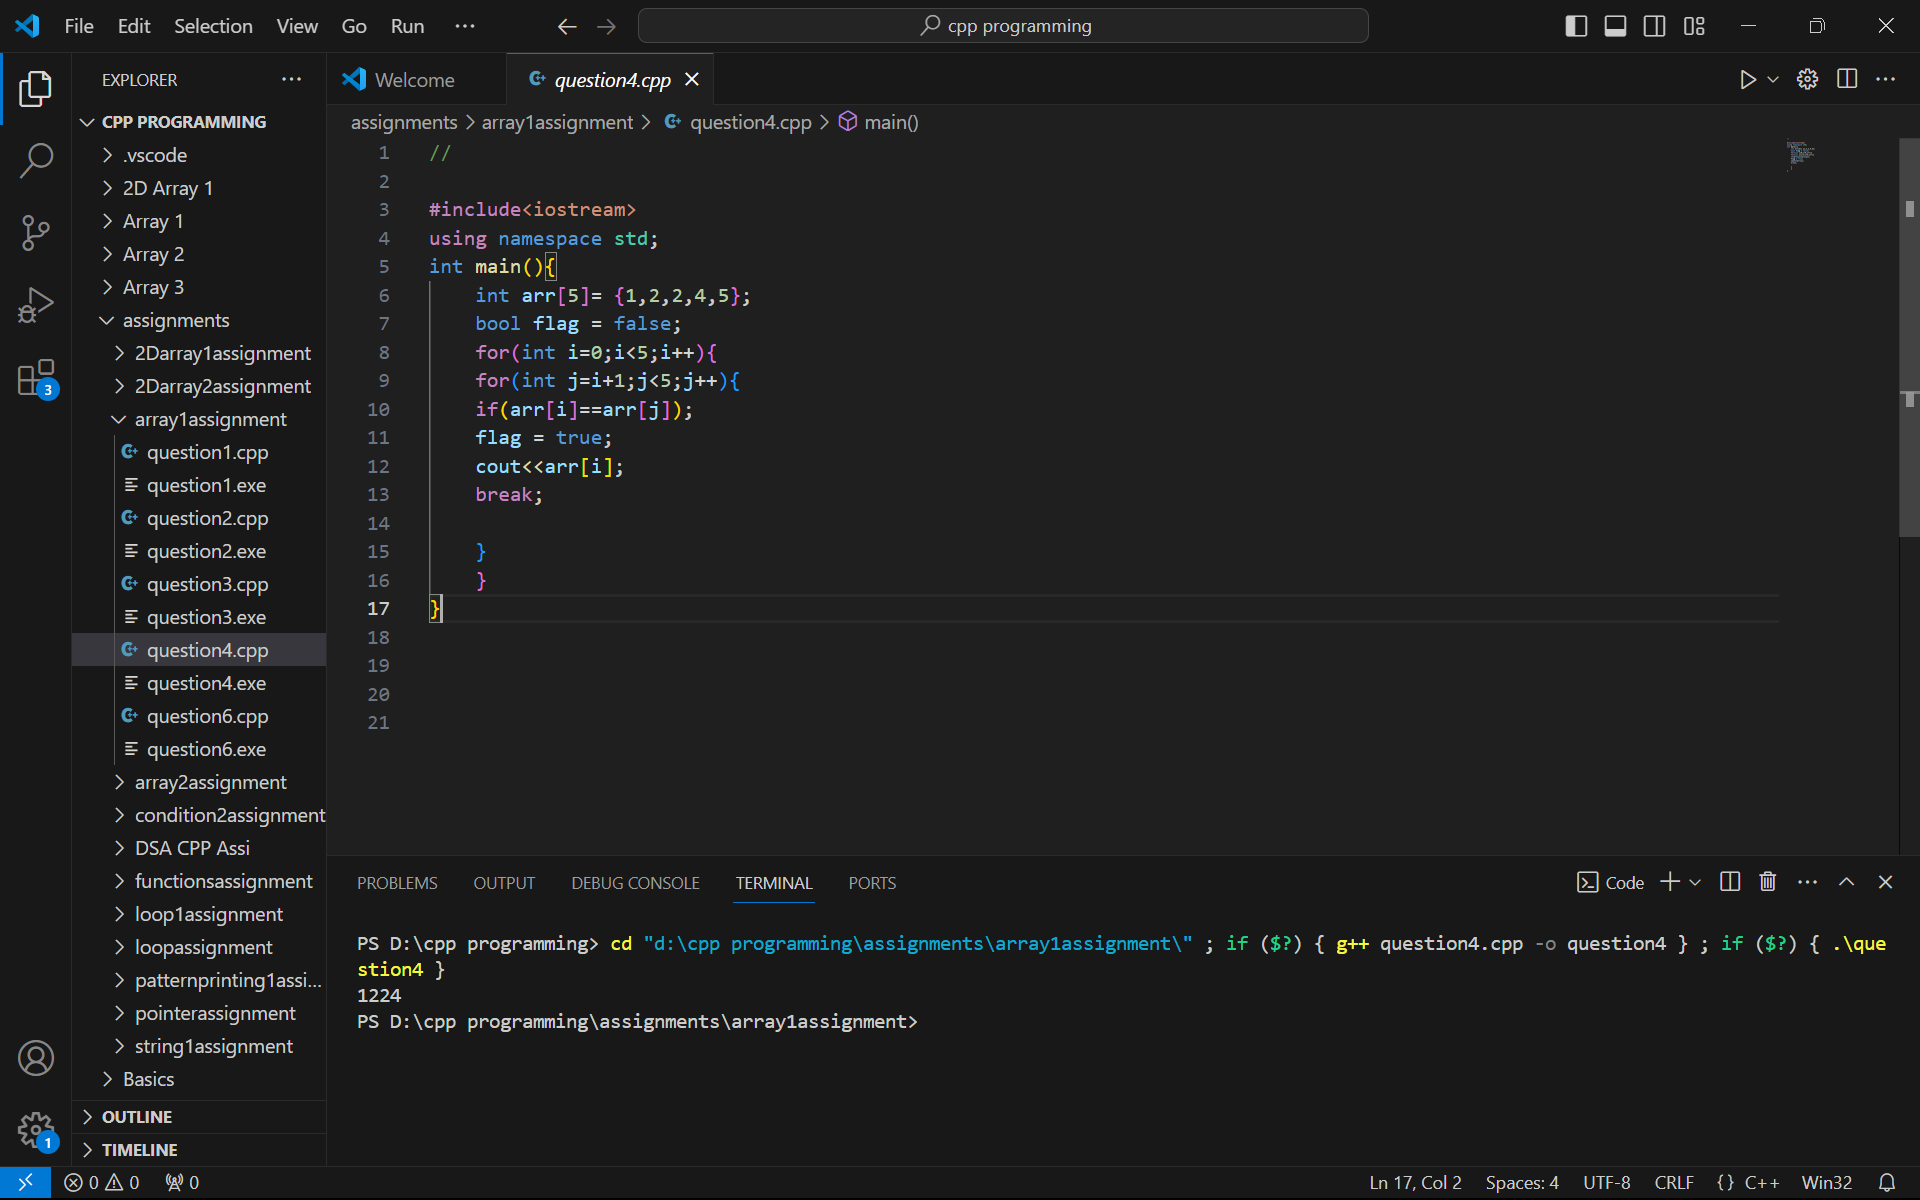 File Edit Selection View Go Run ··· cpp programming
EXPLORER ···
CPP PROGRAMMING
.vscode
2D Array 1
Array 1
Array 2
Array 3
assignments
2Darray1assignment
2Darray2assignment
array1assignment
question1.cpp
question1.exe
question2.cpp
question2.exe
question3.cpp
question3.exe
question4.cpp
question4.exe
question6.cpp
question6.exe
array2assignment
condition2assignment
DSA CPP Assi
functionsassignment
loop1assignment
loopassignment
patternprinting1assi...
pointerassignment
string1assignment
Basics
OUTLINE
TIMELINE
3
1
Welcome question4.cpp
assignments > array1assignment > question4.cpp > main()
1 //
2
3 #include<iostream>
4 using namespace std;
5 int main(){
6 int arr[5]= {1,2,2,4,5};
7 bool flag = false;
8 for(int i=0;i<5;i++){
9 for(int j=i+1;j<5;j++){
10 if(arr[i]==arr[j]);
11 flag = true;
12 cout<<arr[i];
13 break;
14
15 }
16 }
17 }
18
19
20
21
PROBLEMS OUTPUT DEBUG CONSOLE TERMINAL PORTS Code
PS D:\cpp programming> cd "d:\cpp programming\assignments\array1assignment\" ; if ($?) { g++ question4.cpp -o question4 } ; if ($?) { .\que
stion4 }
1224
PS D:\cpp programming\assignments\array1assignment>
0 0 0 Ln 17, Col 2 Spaces: 4 UTF-8 CRLF {} C++ Win32